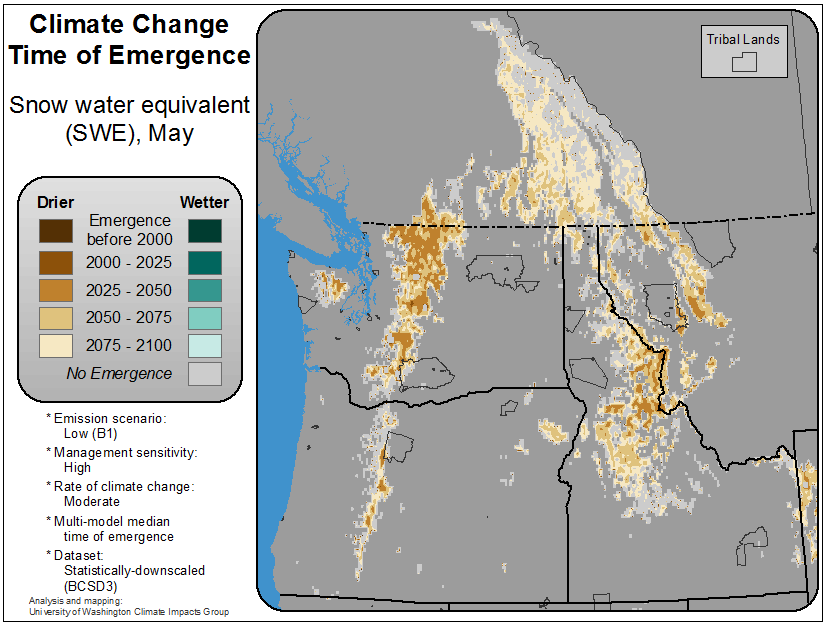 Climate Change
Time of Emergence
Snow water equivalent
(SWE), May
Drier Wetter
Emergence
before 2000
2000 - 2025
2025 - 2050
2050 - 2075
2075 - 2100
No Emergence
* Emission scenario:
Low (B1)
* Management sensitivity:
High
* Rate of climate change:
Moderate
* Multi-model median
time of emergence
* Dataset:
Statistically-downscaled
(BCSD3)
Analysis and mapping:
University of Washington Climate Impacts Group
Tribal Lands